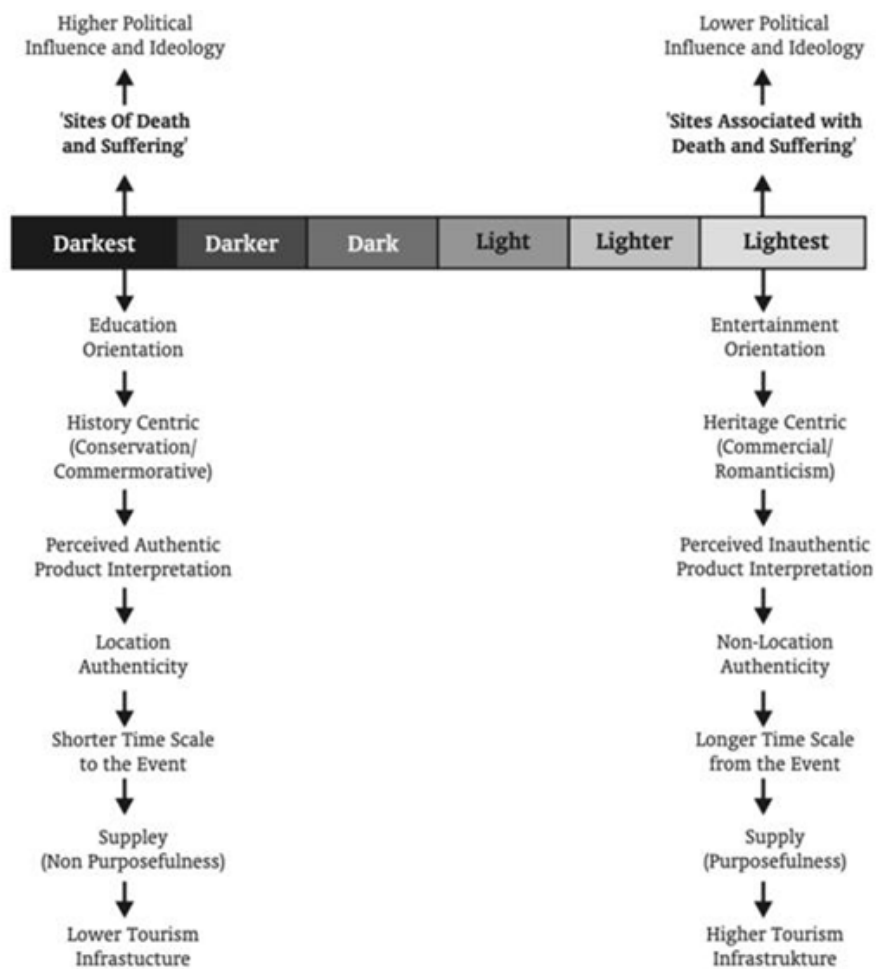 Higher Political
Influence and Ideology
Lower Political
Influence and Ideology
'Sites Of Death
and Suffering'
'Sites Associated with
Death and Suffering'
Darkest
Darker
Dark
Light
Lighter
Lightest
Education
Orientation
History Centric
(Conservation/
Commermorative)
Perceived Authentic
Product Interpretation
Location
Authenticity
Shorter Time Scale
to the Event
Suppley
(Non Purposefulness)
Lower Tourism
Infrastucture
Entertainment
Orientation
Heritage Centric
(Commercial/
Romanticism)
Perceived Inauthentic
Product Interpretation
Non-Location
Authenticity
Longer Time Scale
from the Event
Supply
(Purposefulness)
Higher Tourism
Infrastrukture